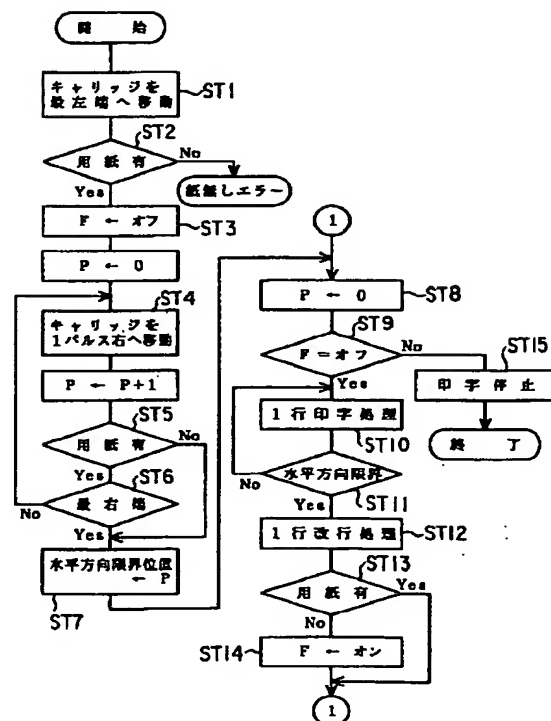 開始
キャリッジを
最左端へ移動
ST1
ST2
用紙有
No
Yes
紙無しエラー
F ← オフ
ST3
P ← 0
ST4
キャリッジを
1パルス右へ移動
P ← P+1
ST5
用紙有
No
Yes
ST6
最右端
No
Yes
水平方向限界位置
← P
ST7
1
P ← 0
ST8
ST9
F=オフ
No
Yes
ST15
印字停止
終了
1行印字処理
ST10
水平方向限界
No
Yes
ST11
1行改行処理
ST12
ST13
用紙有
Yes
No
ST14
F ← オン
1